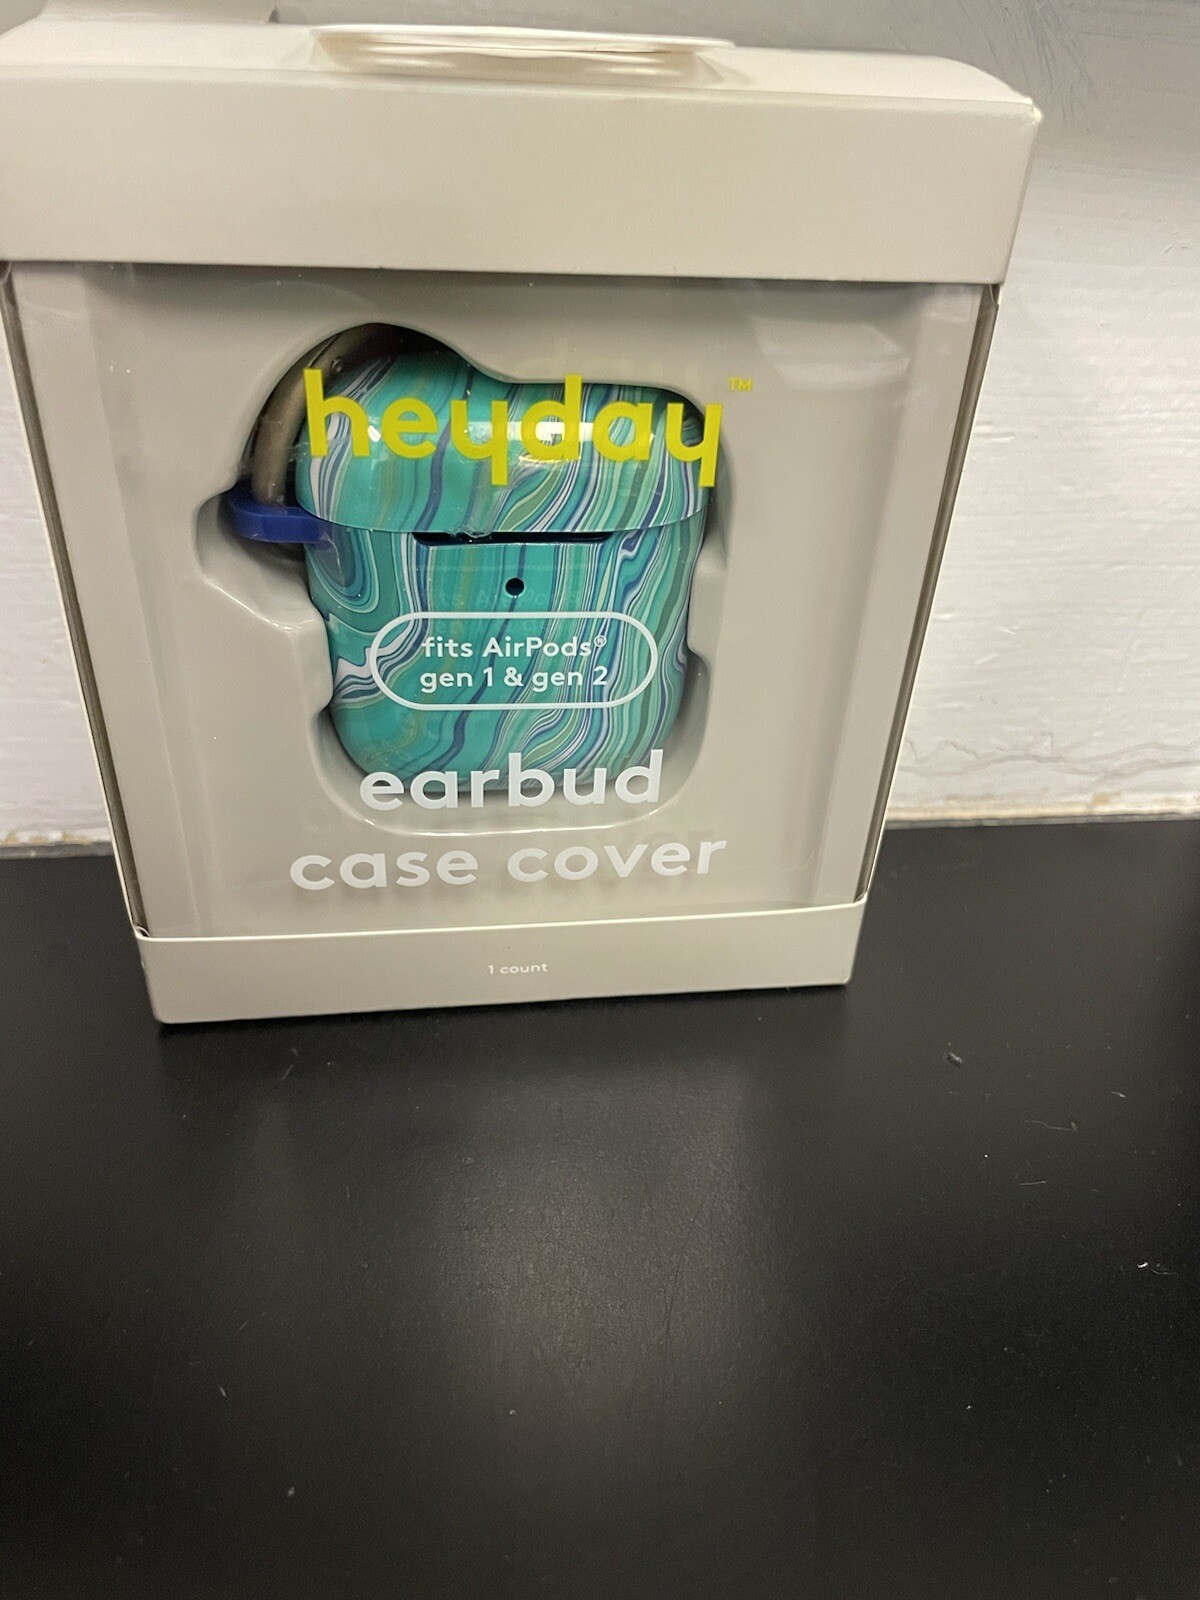 heyday™
fits AirPods®
gen 1 & gen 2
earbud
case cover
1 count